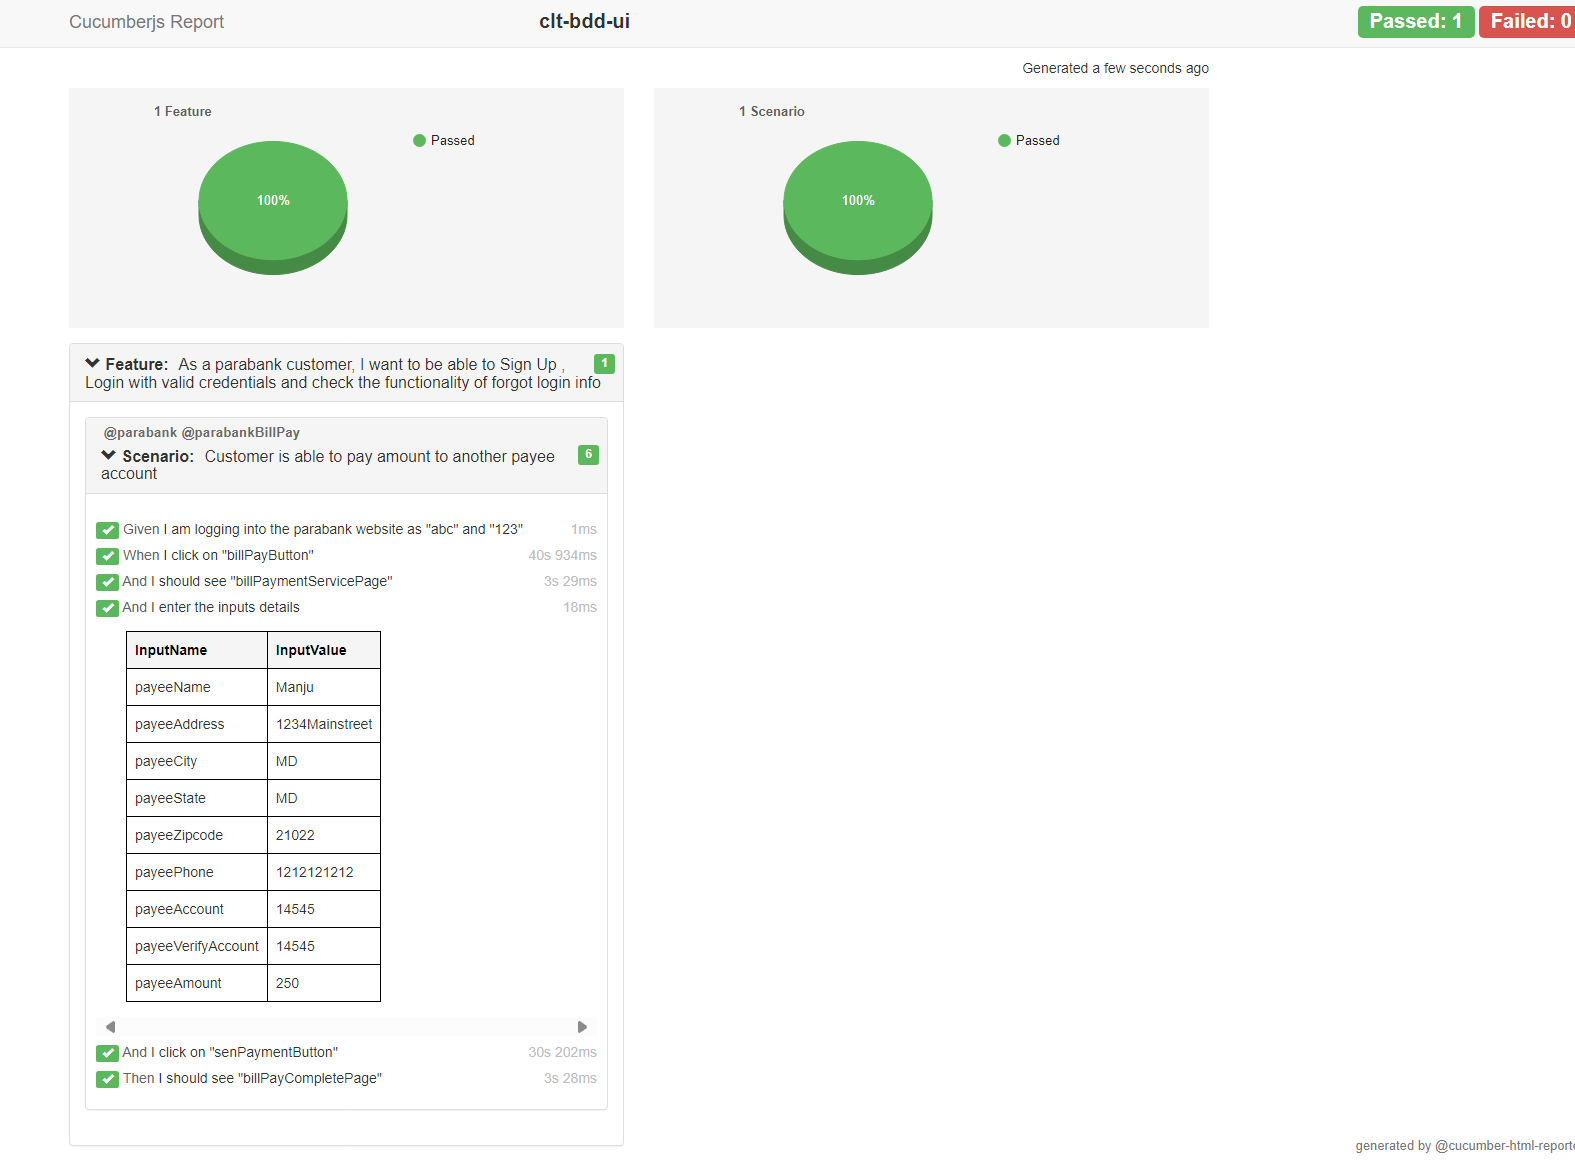 Cucumberjs Report
clt-bdd-ui
Passed: 1
Failed: 0
Generated a few seconds ago
1 Feature
Passed
100%
1 Scenario
Passed
100%
Feature: As a parabank customer, I want to be able to Sign Up , 1
Login with valid credentials and check the functionality of forgot login info
@parabank @parabankBillPay
Scenario: Customer is able to pay amount to another payee 6
account
Given I am logging into the parabank website as "abc" and "123" 1ms
When I click on "billPayButton" 40s 934ms
And I should see "billPaymentServicePage" 3s 29ms
And I enter the inputs details 18ms
InputName InputValue
payeeName Manju
payeeAddress 1234Mainstreet
payeeCity MD
payeeState MD
payeeZipcode 21022
payeePhone 1212121212
payeeAccount 14545
payeeVerifyAccount 14545
payeeAmount 250
And I click on "senPaymentButton" 30s 202ms
Then I should see "billPayCompletePage" 3s 28ms
generated by @cucumber-html-reporte